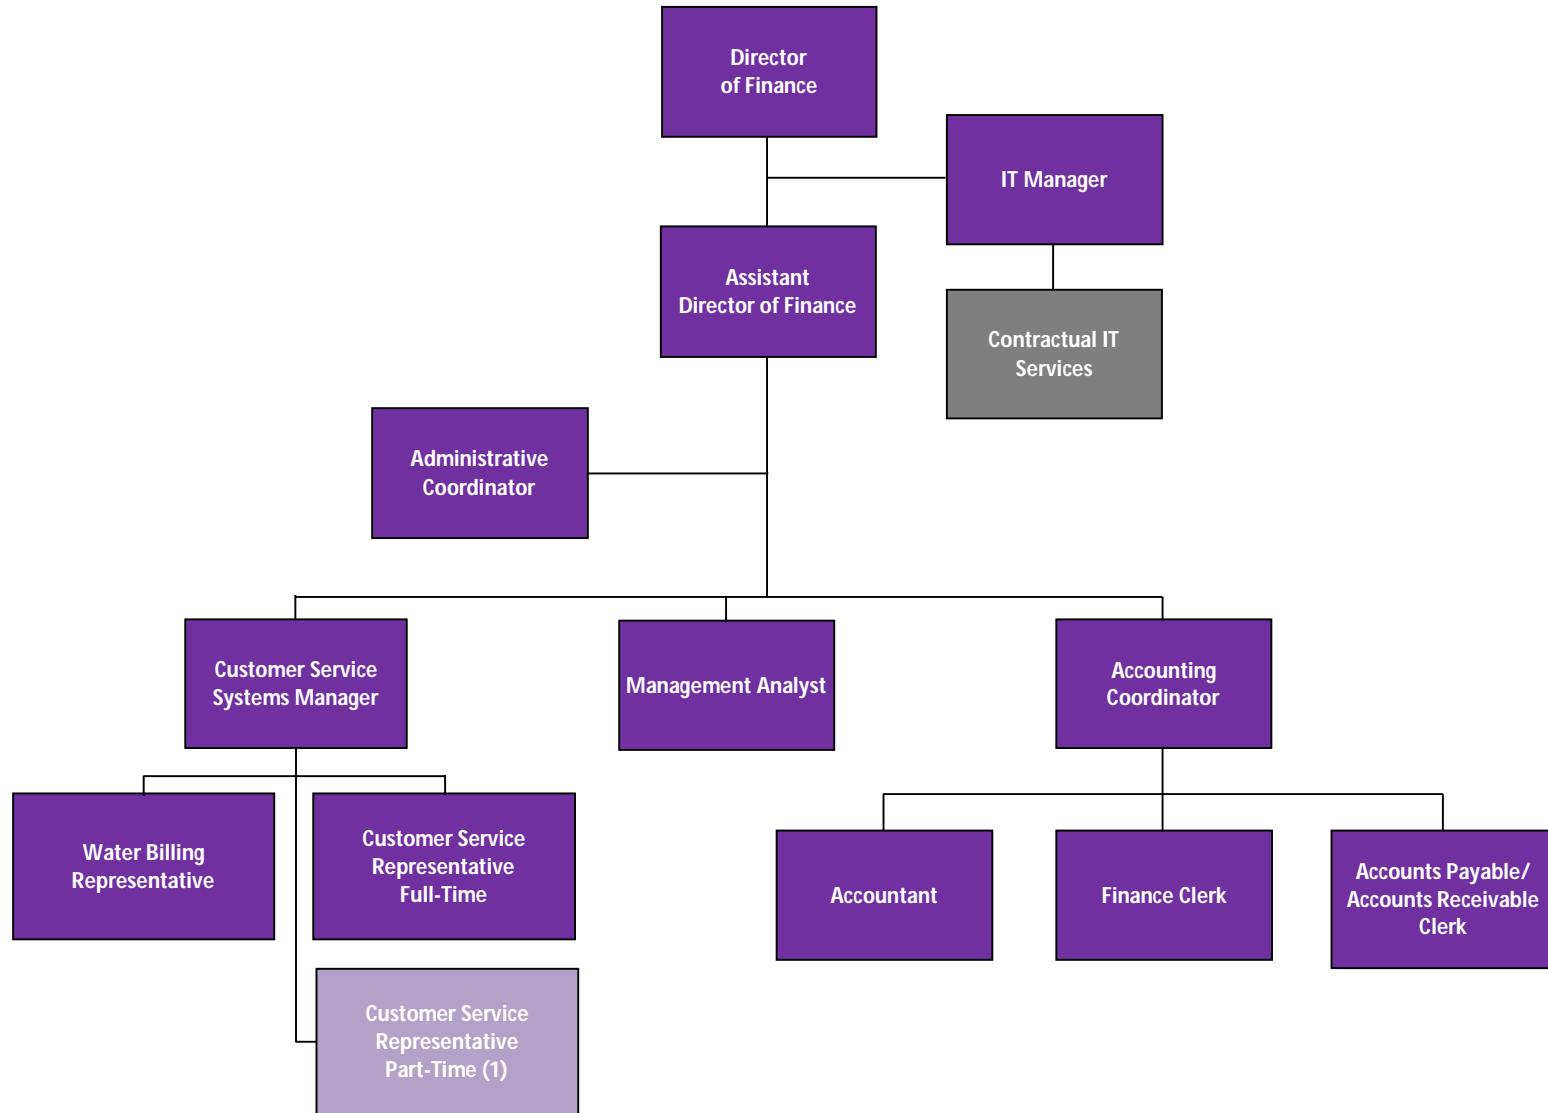 Director
of Finance
IT Manager
Assistant
Director of Finance
Contractual IT
Services
Administrative
Coordinator
Customer Service
Systems Manager
Management Analyst
Accounting
Coordinator
Water Billing
Representative
Customer Service
Representative
Full-Time
Accountant
Finance Clerk
Accounts Payable/
Accounts Receivable
Clerk
Customer Service
Representative
Part-Time (1)